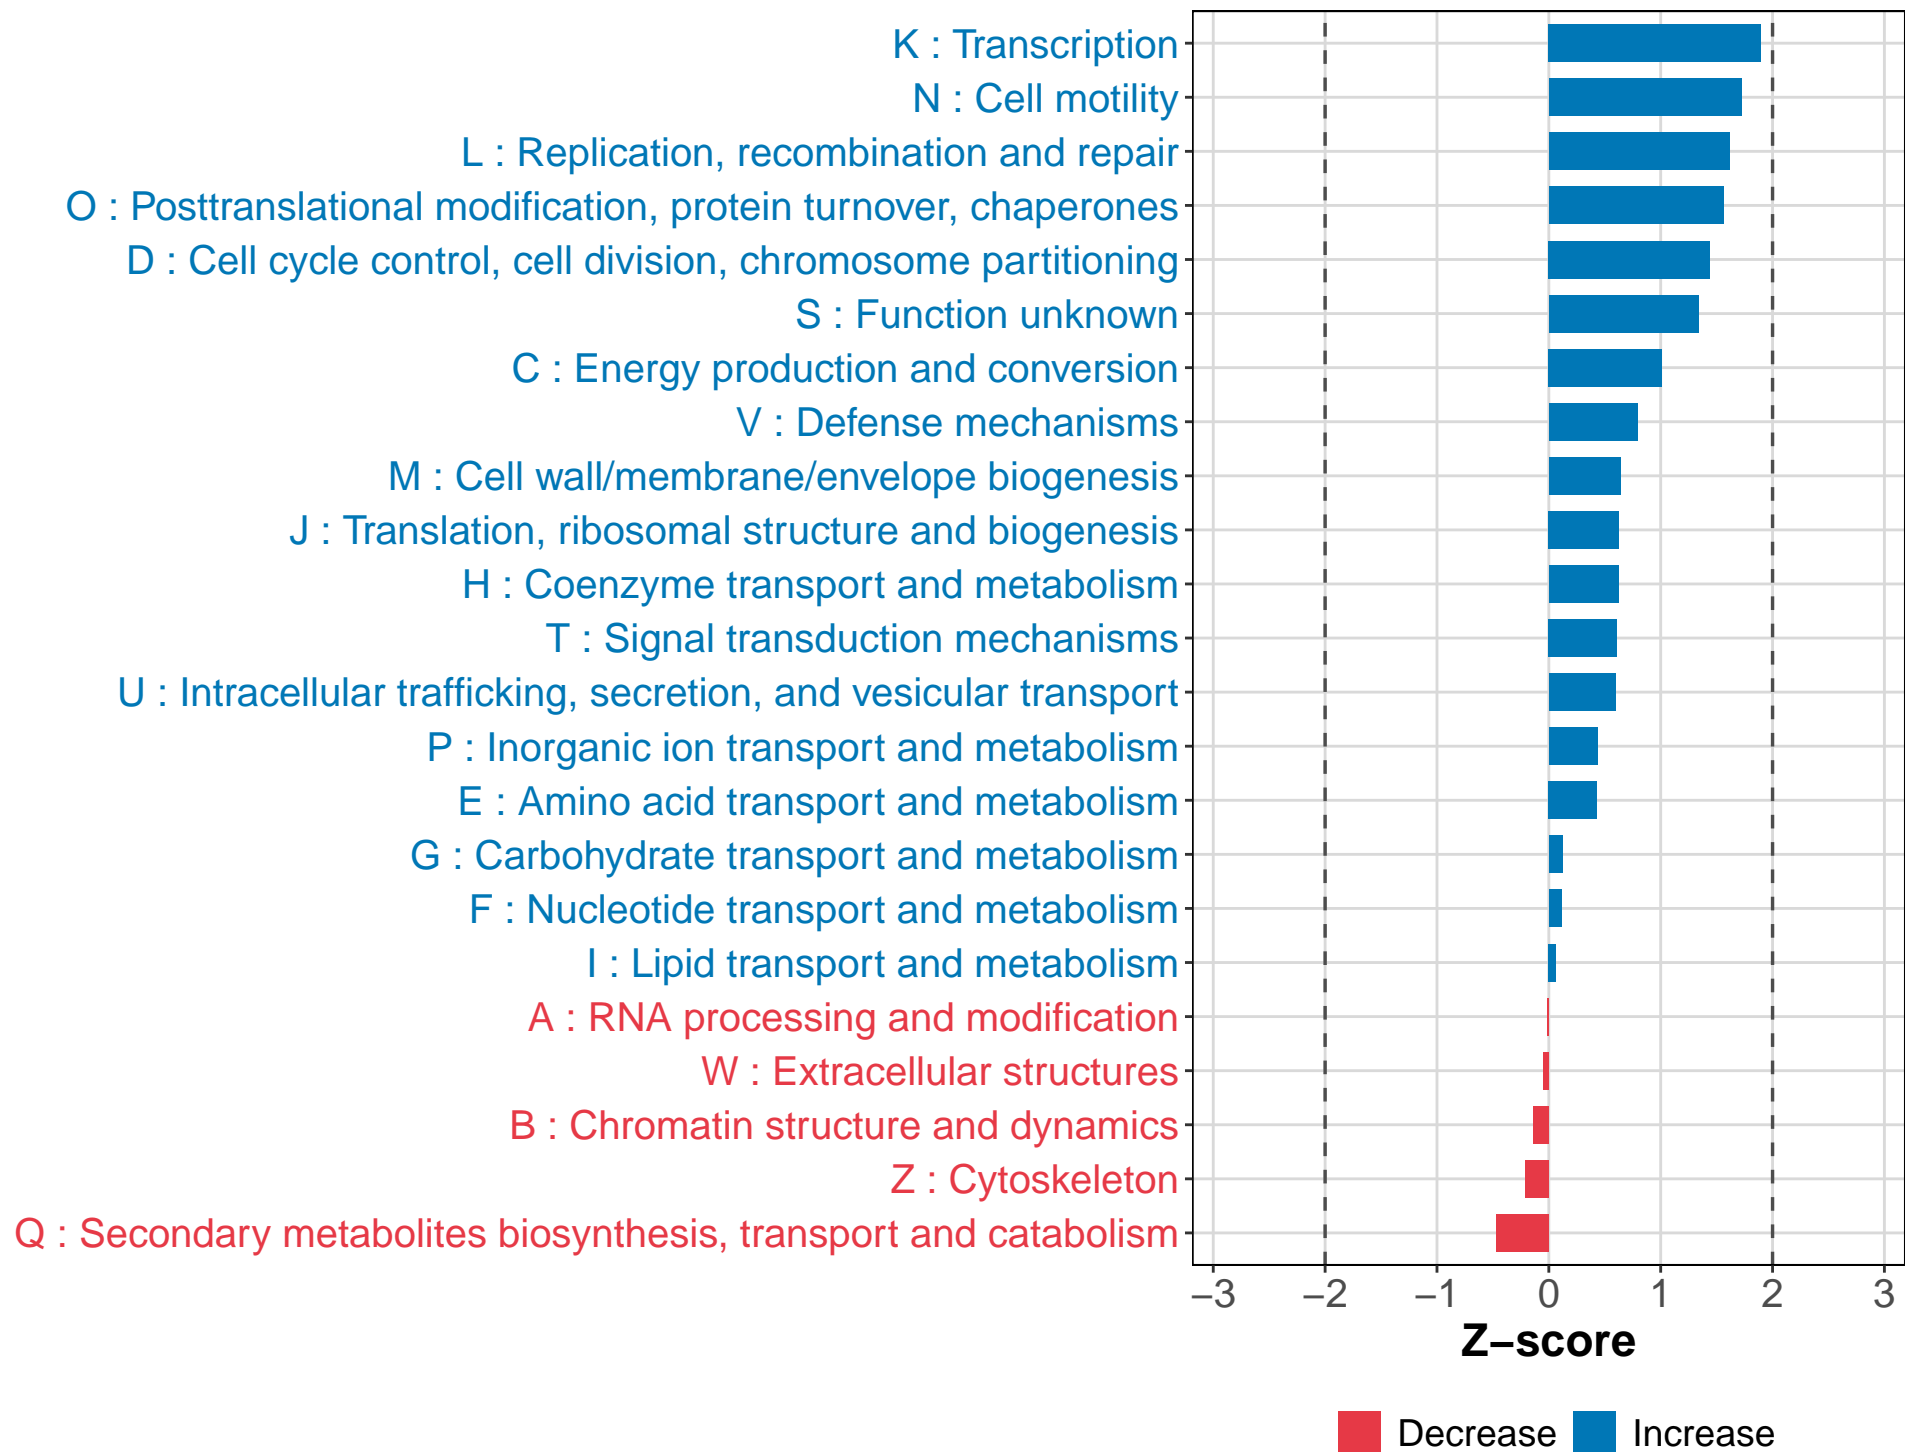 K : Transcription
N : Cell motility
L : Replication, recombination and repair
O : Posttranslational modification, protein turnover, chaperones
D : Cell cycle control, cell division, chromosome partitioning
S : Function unknown
C : Energy production and conversion
V : Defense mechanisms
M : Cell wall/membrane/envelope biogenesis
J : Translation, ribosomal structure and biogenesis
H : Coenzyme transport and metabolism
T : Signal transduction mechanisms
U : Intracellular trafficking, secretion, and vesicular transport
P : Inorganic ion transport and metabolism
E : Amino acid transport and metabolism
G : Carbohydrate transport and metabolism
F : Nucleotide transport and metabolism
I : Lipid transport and metabolism
A : RNA processing and modification
W : Extracellular structures
B : Chromatin structure and dynamics
Z : Cytoskeleton
Q : Secondary metabolites biosynthesis, transport and catabolism
−3 −2 −1 0 1 2 3
Z−score
Decrease Increase